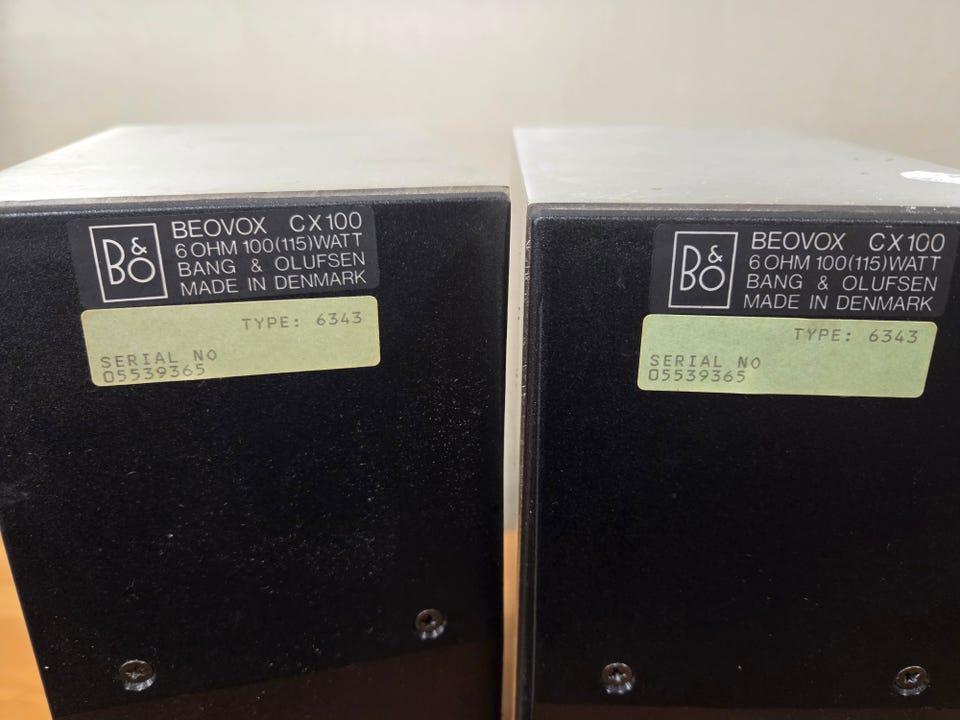 B&O
BEOVOX CX100
6 OHM 100(115)WATT
BANG & OLUFSEN
MADE IN DENMARK
TYPE: 6343
SERIAL NO
05539365
B&O
BEOVOX CX100
6 OHM 100(115)WATT
BANG & OLUFSEN
MADE IN DENMARK
TYPE: 6343
SERIAL NO
05539365